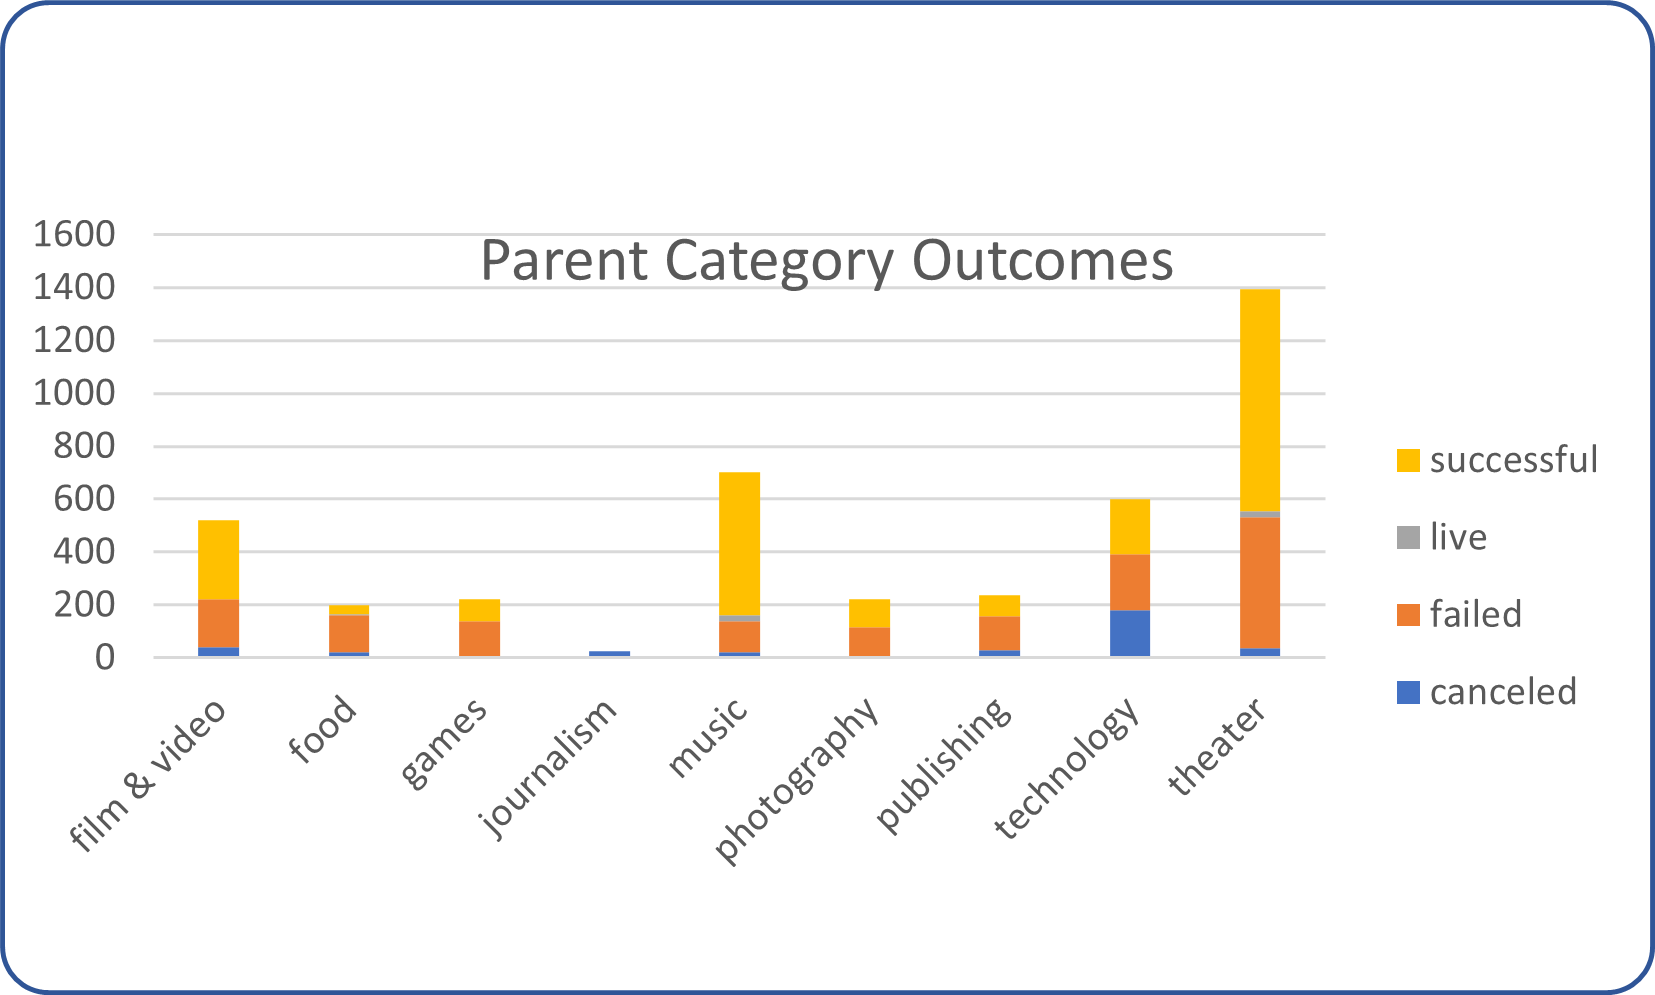 Parent Category Outcomes
1600
1400
1200
1000
800
600
400
200
0
film & video
food
games
journalism
music
photography
publishing
technology
theater
successful
live
failed
canceled